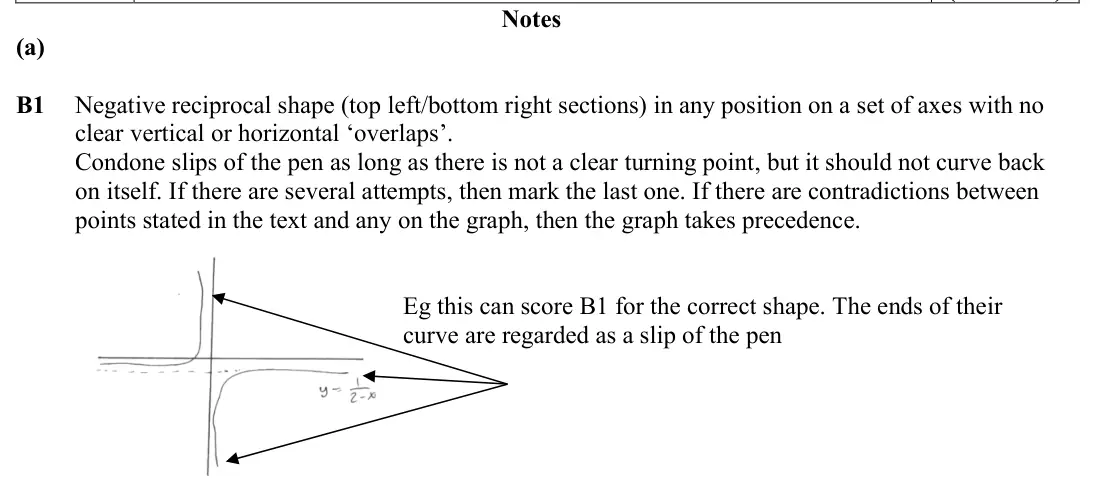 Notes
(a)
B1 Negative reciprocal shape (top left/bottom right sections) in any position on a set of axes with no
clear vertical or horizontal ‘overlaps’.
Condone slips of the pen as long as there is not a clear turning point, but it should not curve back
on itself. If there are several attempts, then mark the last one. If there are contradictions between
points stated in the text and any on the graph, then the graph takes precedence.
Eg this can score B1 for the correct shape. The ends of their
curve are regarded as a slip of the pen
y = 1/(2-x)